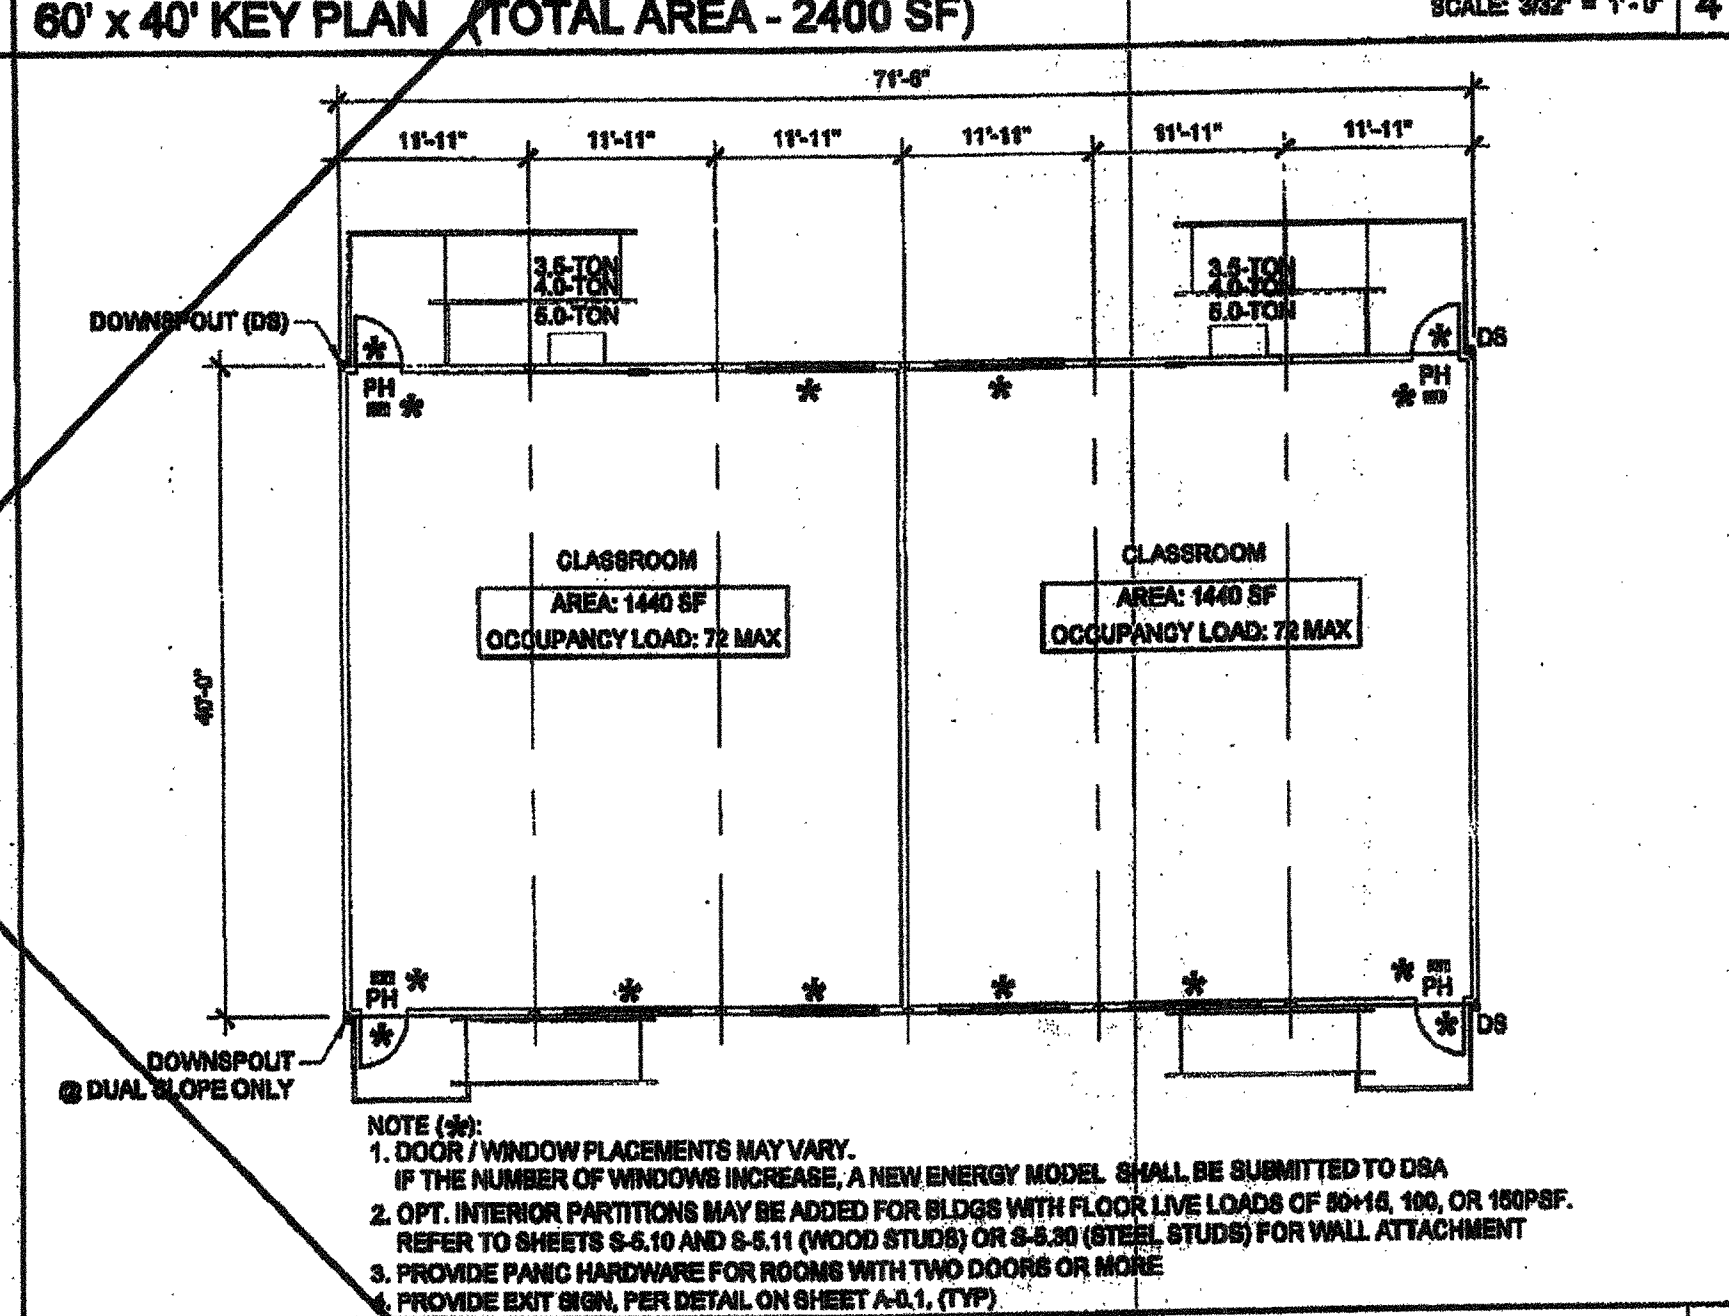 60' x 40' KEY PLAN (TOTAL AREA - 2400 SF)
SCALE: 3/32" = 1'-0"
4
71'-6"
11'-11" 11'-11" 11'-11" 11'-11" 11'-11" 11'-11"
3.5-TON
4.0-TON
5.0-TON
3.5-TON
4.0-TON
5.0-TON
DOWNSPOUT (DS)
DS
PH
PH
CLASSROOM
AREA: 1440 SF
OCCUPANCY LOAD: 72 MAX
CLASSROOM
AREA: 1440 SF
OCCUPANCY LOAD: 72 MAX
40'-0"
PH
PH
DS
DOWNSPOUT
@ DUAL SLOPE ONLY
NOTE (*):
1. DOOR / WINDOW PLACEMENTS MAY VARY.
IF THE NUMBER OF WINDOWS INCREASE, A NEW ENERGY MODEL SHALL BE SUBMITTED TO DSA
2. OPT. INTERIOR PARTITIONS MAY BE ADDED FOR BLDGS WITH FLOOR LIVE LOADS OF 50+15, 100, OR 150PSF.
REFER TO SHEETS S-5.10 AND S-5.11 (WOOD STUDS) OR S-5.30 (STEEL STUDS) FOR WALL ATTACHMENT
3. PROVIDE PANIC HARDWARE FOR ROOMS WITH TWO DOORS OR MORE
4. PROVIDE EXIT SIGN, PER DETAIL ON SHEET A-0.1, (TYP)